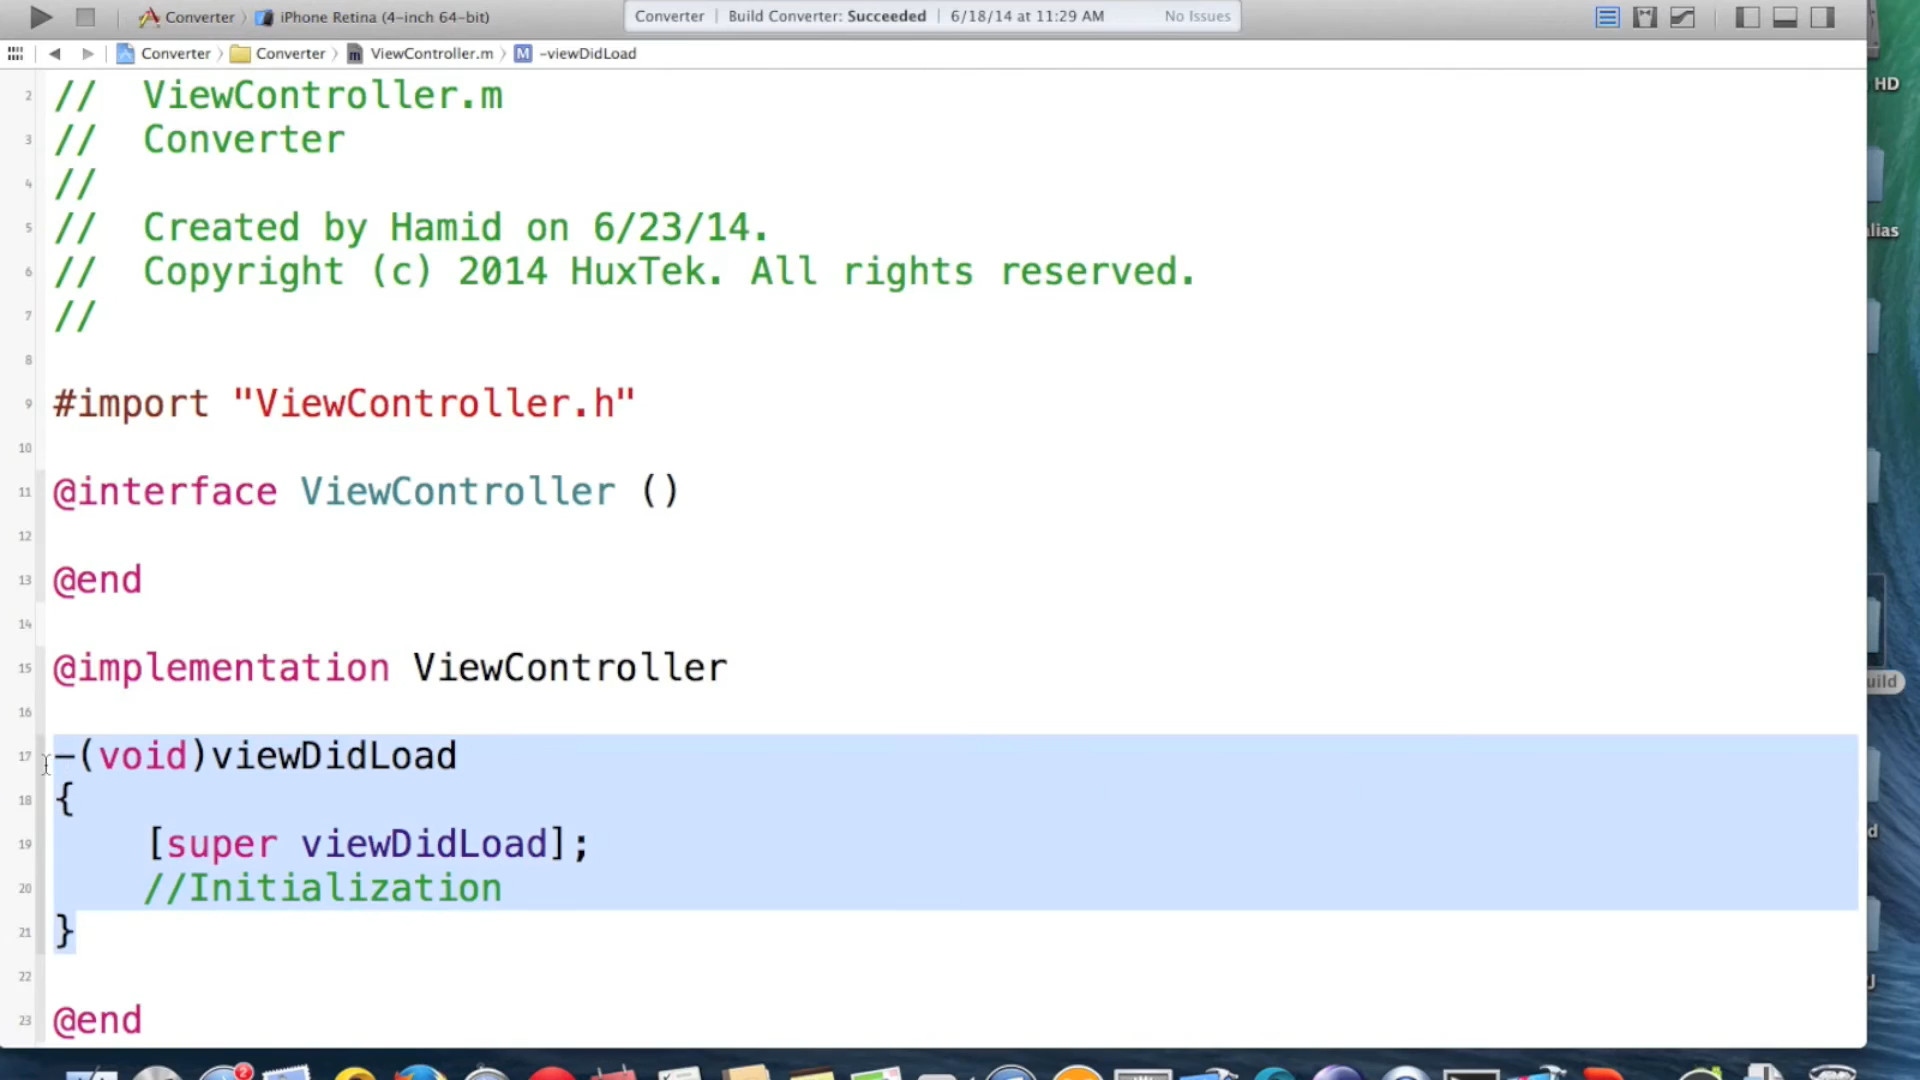 Converter iPhone Retina (4-inch 64-bit)
Converter Build Converter: Succeeded 6/18/14 at 11:29 AM No Issues
Converter Converter m ViewController.m M -viewDidLoad
2 // ViewController.m
3 // Converter
4 //
5 // Created by Hamid on 6/23/14.
6 // Copyright (c) 2014 HuxTek. All rights reserved.
7 //
8
9 #import "ViewController.h"
10
11 @interface ViewController ()
12
13 @end
14
15 @implementation ViewController
16
17 -(void)viewDidLoad
18 {
19 [super viewDidLoad];
20 //Initialization
21 }
22
23 @end
HD
lias
uild
d
J
2